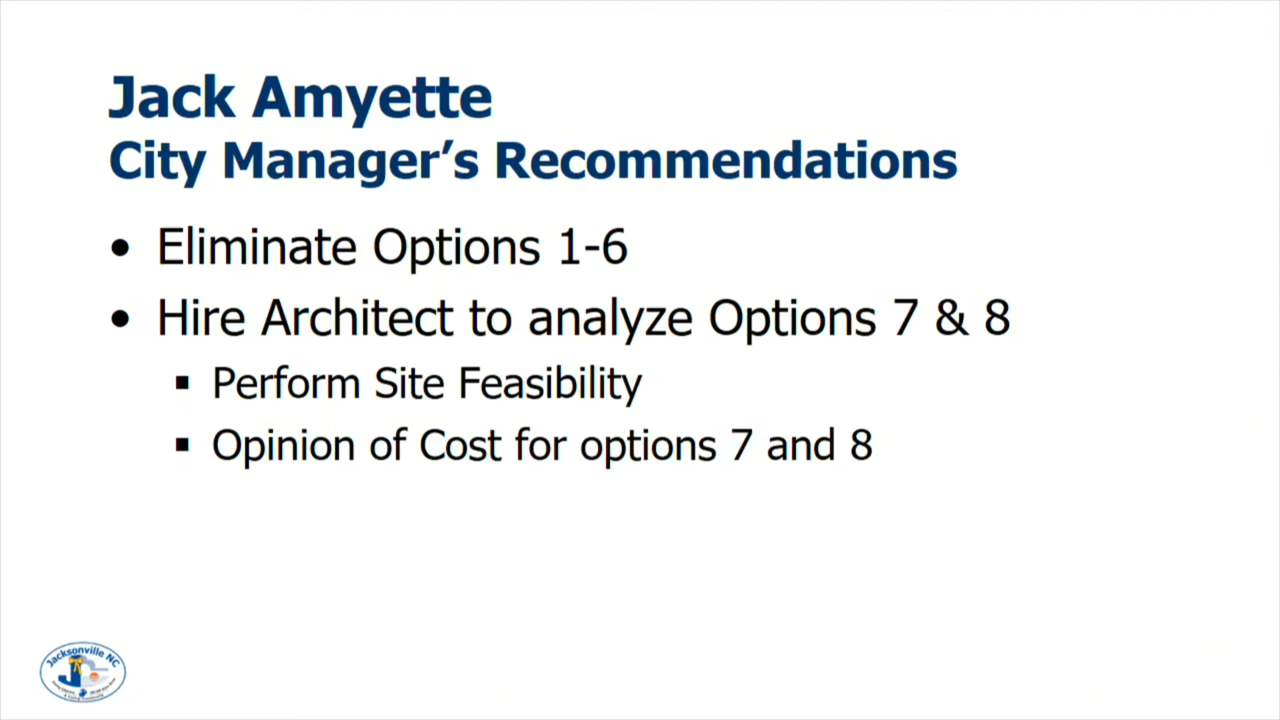 Jack Amyette
City Manager’s Recommendations
• Eliminate Options 1-6
• Hire Architect to analyze Options 7 & 8
▪ Perform Site Feasibility
▪ Opinion of Cost for options 7 and 8
Jacksonville NC